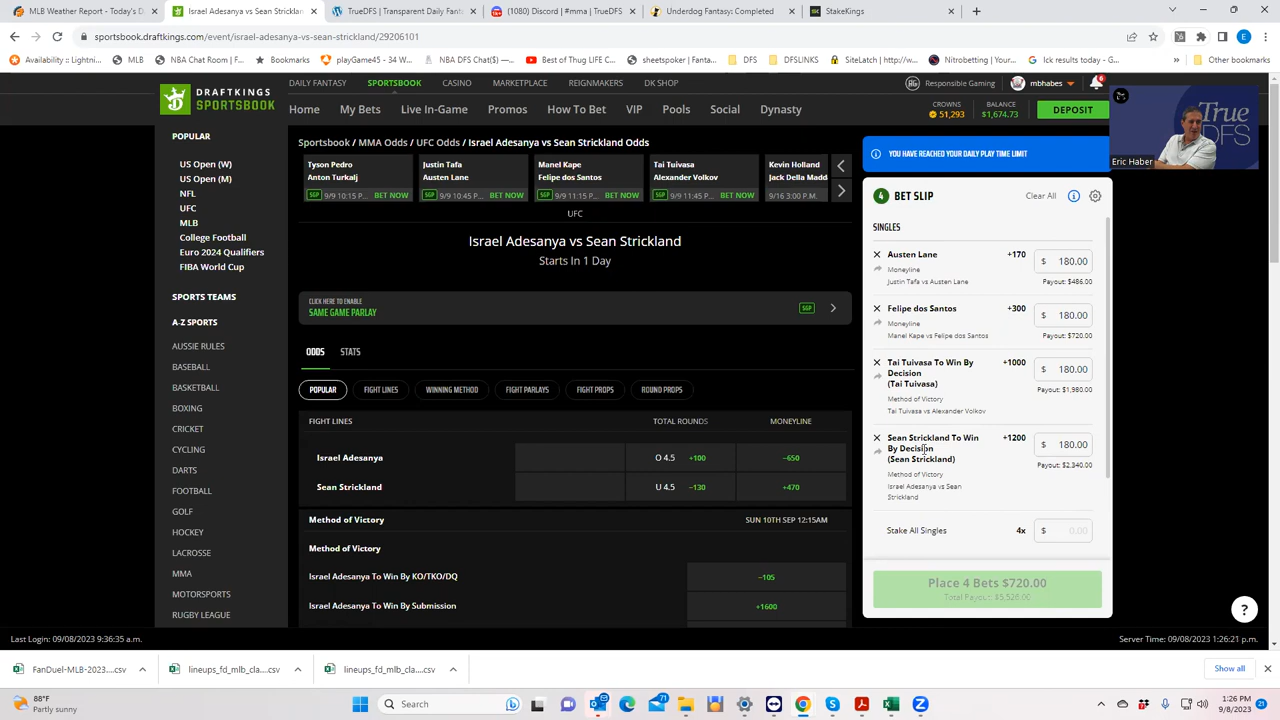 MLB Weather Report - Today's D
Israel Adesanya vs Sean Stricklan
TrueDFS | Transparent Daily Fant
(1080) Discord | #mma | TrueDFS
Underdog Fantasy: Completed
StakeKings
sportsbook.draftkings.com/event/israel-adesanya-vs-sean-strickland/29206101
E
Availability :: Lightni...
MLB
NBA Chat Room | F...
Bravada Gold
playGame45 - 34 W...
NBA DFS Chat($) —...
Best of Thug LIFE C...
sheetspoker | Fanta...
DFS
DFSLINKS
SiteLatch | http://w...
Nitrobetting | Your...
Ict keeps refreshing...
Other bookmarks
DRAFTKINGS
SPORTSBOOK
DAILY FANTASY
SPORTSBOOK
CASINO
MARKETPLACE
REIGNMAKERS
DK SHOP
RG
Responsible Gaming
mbhabes
6
Home
My Bets
Live In-Game
Promos
How To Bet
VIP
Pools
Social
Dynasty
CROWNS
51,293
BALANCE
$1,674.73
DEPOSIT
True
DFS
Eric Haber
POPULAR
US Open (W)
US Open (M)
NFL
UFC
MLB
College Football
Euro 2024 Qualifiers
FIBA World Cup
SPORTS TEAMS
A-Z SPORTS
AUSSIE RULES
BASEBALL
BASKETBALL
BOXING
CRICKET
CYCLING
DARTS
FOOTBALL
GOLF
HOCKEY
LACROSSE
MMA
MOTORSPORTS
RUGBY LEAGUE
Sportsbook / MMA Odds / UFC Odds / Israel Adesanya vs Sean Strickland Odds
Tyson Pedro
Anton Turkalj
SGP 9/9 10:15 P... BET NOW
Justin Tafa
Austen Lane
SGP 9/9 10:45 P... BET NOW
Manel Kape
Felipe dos Santos
SGP 9/9 11:15 P... BET NOW
Tai Tuivasa
Alexander Volkov
SGP 9/9 11:45 P... BET NOW
Kevin Holland
Jack Della Madd
9/16 3:00 P.M.
UFC
Israel Adesanya vs Sean Strickland
Starts In 1 Day
CLICK HERE TO ENABLE
SAME GAME PARLAY
SGP
ODDS
STATS
POPULAR
FIGHT LINES
WINNING METHOD
FIGHT PARLAYS
FIGHT PROPS
ROUND PROPS
FIGHT LINES
TOTAL ROUNDS
MONEYLINE
Israel Adesanya O 4.5 +100 −650
Sean Strickland U 4.5 −130 +470
Method of Victory
SUN 10TH SEP 12:15AM
Method of Victory
Israel Adesanya To Win By KO/TKO/DQ −105
Israel Adesanya To Win By Submission +1600
YOU HAVE REACHED YOUR DAILY PLAY TIME LIMIT
4 BET SLIP
Clear All
SINGLES
Austen Lane +170 $ 180.00
Moneyline
Justin Tafa vs Austen Lane Payout: $486.00
Felipe dos Santos +300 $ 180.00
Moneyline
Manel Kape vs Felipe dos Santos Payout: $720.00
Tai Tuivasa To Win By +1000 $ 180.00
Decision
(Tai Tuivasa) Payout: $1,980.00
Method of Victory
Tai Tuivasa vs Alexander Volkov
Sean Strickland To Win +1200 $ 180.00
By Decision
(Sean Strickland) Payout: $2,340.00
Method of Victory
Israel Adesanya vs Sean
Strickland
Stake All Singles 4x $ 0.00
Place 4 Bets $720.00
Total Payout: $5,526.00
?
Last Login: 09/08/2023 9:36:35 a.m.
Server Time: 09/08/2023 1:26:21 p.m.
FanDuel-MLB-2023....csv
lineups_fd_mlb_cla....csv
lineups_fd_mlb_cla....csv
Show all
88°F
Partly sunny
Search
71
1:26 PM
9/8/2023
21